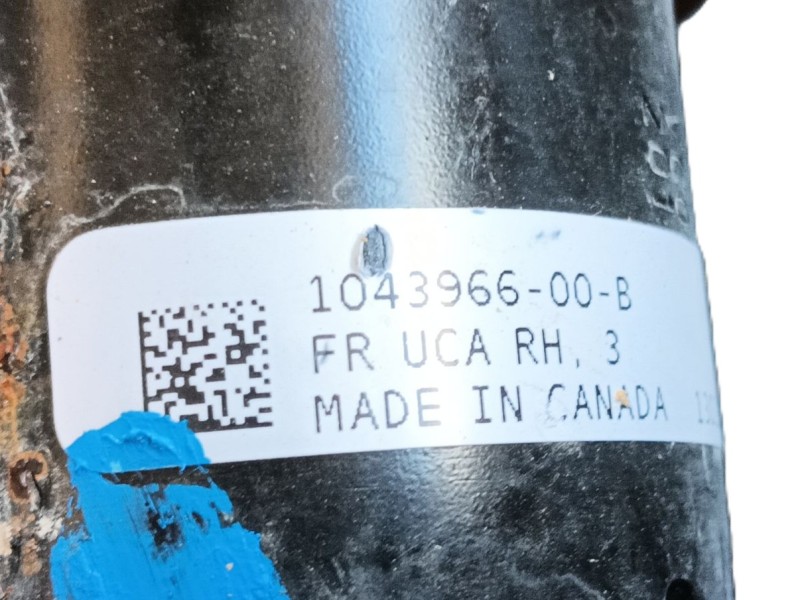 1043966-00-B
FR UCA RH, 3
MADE IN CANADA